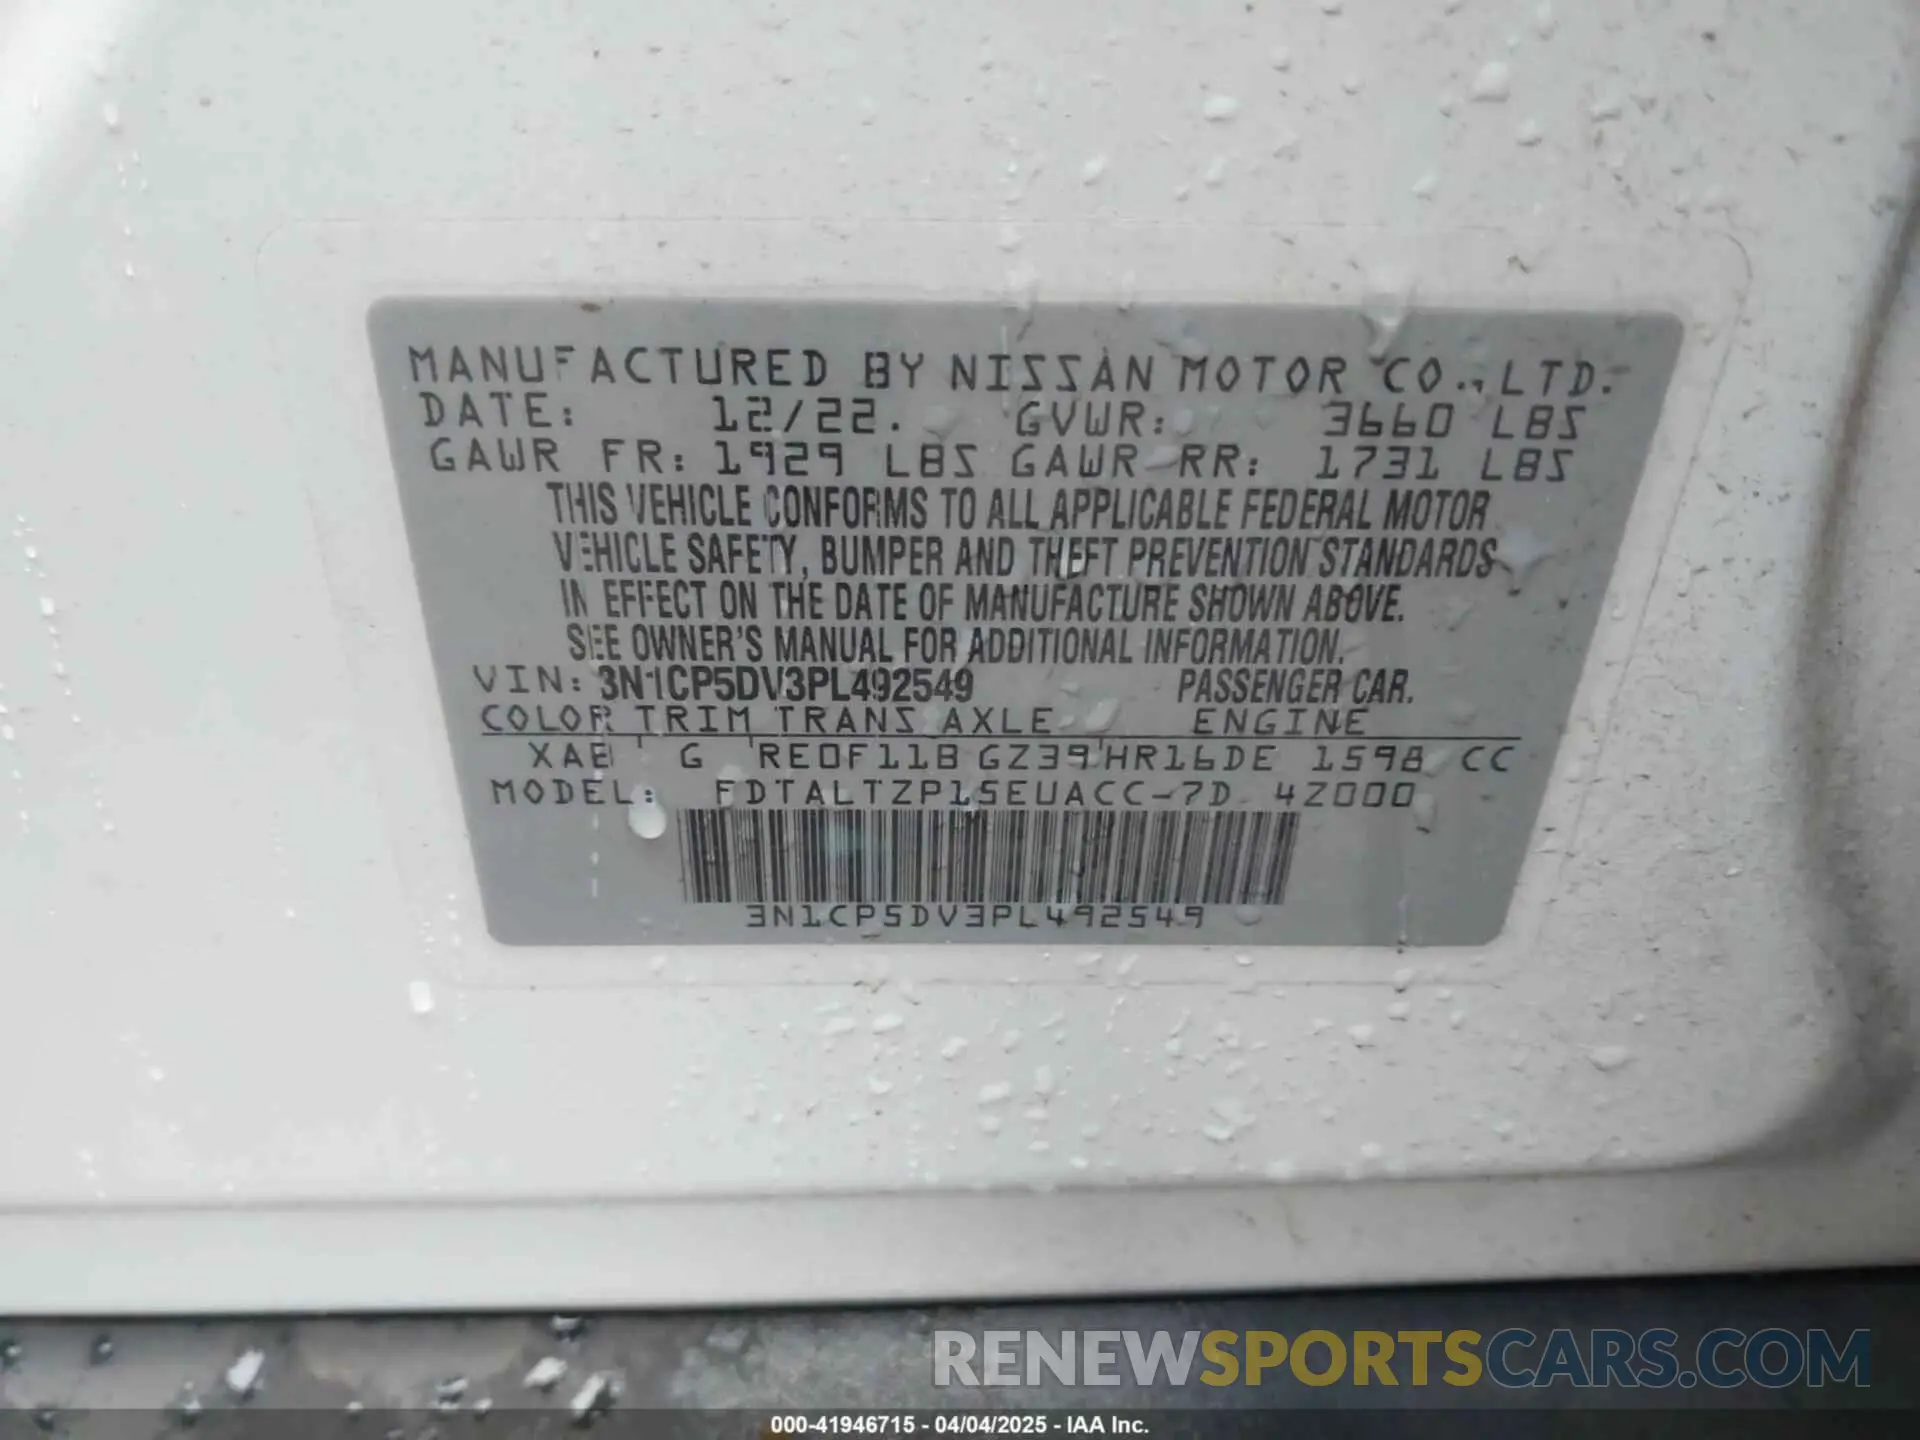 MANUFACTURED BY NISSAN MOTOR CO., LTD.
DATE: 12/22. GVWR: 3660 LBS
GAWR FR: 1929 LBS GAWR RR: 1731 LBS
THIS VEHICLE CONFORMS TO ALL APPLICABLE FEDERAL MOTOR
VEHICLE SAFETY, BUMPER AND THEFT PREVENTION STANDARDS
IN EFFECT ON THE DATE OF MANUFACTURE SHOWN ABOVE.
SEE OWNER'S MANUAL FOR ADDITIONAL INFORMATION.
VIN: 3N1CP5DV3PL492549 PASSENGER CAR.
COLOR TRIM TRANS AXLE ENGINE
XAB G RE0F11B GZ39 HR16DE 1598 CC
MODEL: FDTALTZP15EUACC-7D 4Z000
3N1CP5DV3PL492549
RENEWSPORTSCARS.COM
000-41946715 - 04/04/2025 - IAA Inc.